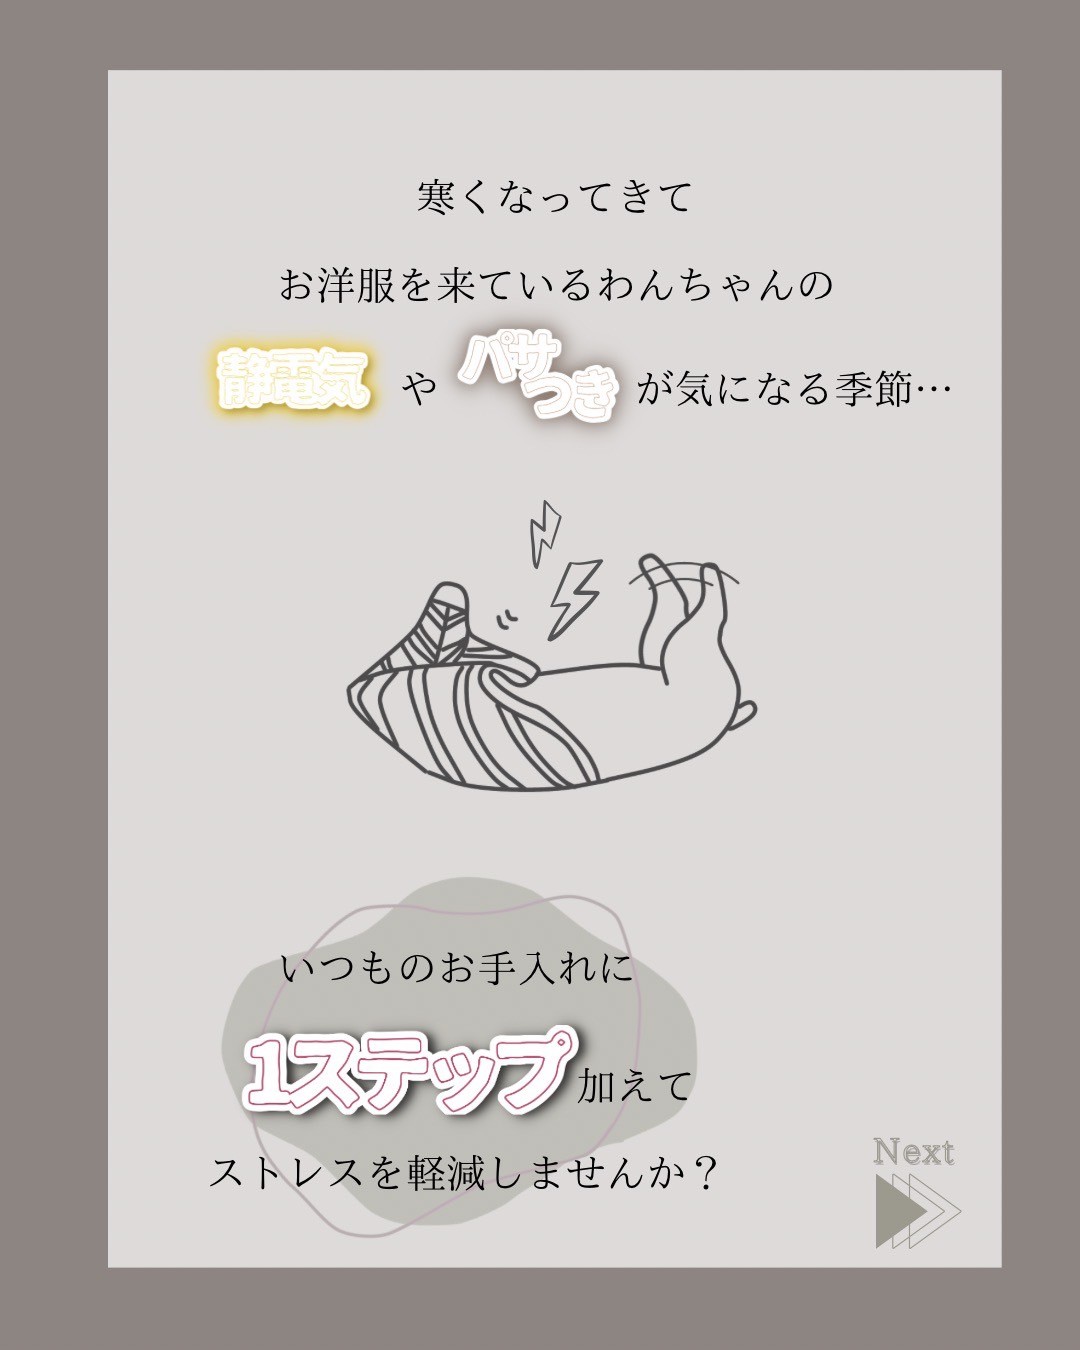 寒くなってきて
お洋服を来ているわんちゃんの
静電気 や パサつき が気になる季節…
いつものお手入れに
1ステップ加えて
ストレスを軽減しませんか？
Next